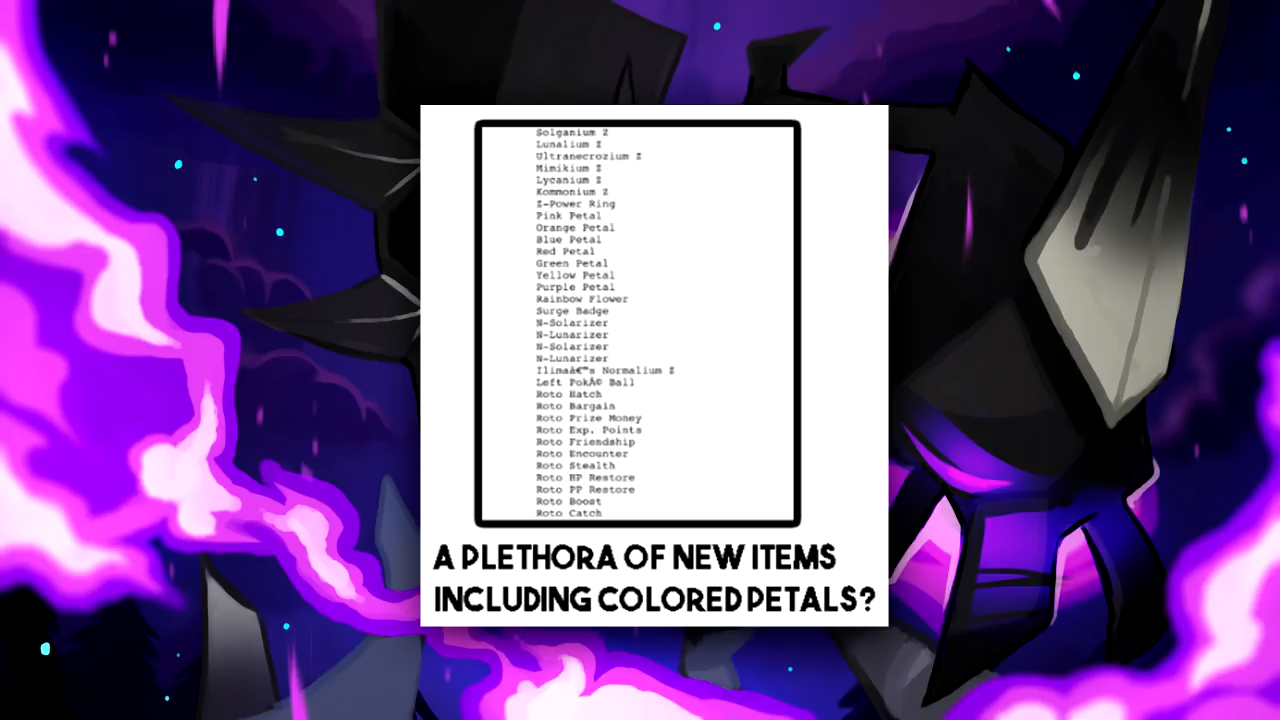 Solganium Z
Lunalium Z
Ultranecrozium Z
Mimikium Z
Lycanium Z
Kommonium Z
Z-Power Ring
Pink Petal
Orange Petal
Blue Petal
Red Petal
Green Petal
Yellow Petal
Purple Petal
Rainbow Flower
Surge Badge
N-Solarizer
N-Lunarizer
N-Solarizer
N-Lunarizer
Ilimaâ€™s Normalium Z
Left PokÃ© Ball
Roto Hatch
Roto Bargain
Roto Prize Money
Roto Exp. Points
Roto Friendship
Roto Encounter
Roto Stealth
Roto HP Restore
Roto PP Restore
Roto Boost
Roto Catch
A PLETHORA OF NEW ITEMS
INCLUDING COLORED PETALS?